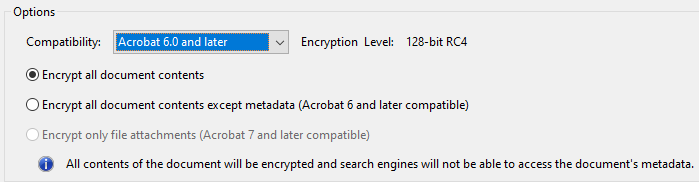 Options
Compatibility: Acrobat 6.0 and later Encryption Level: 128-bit RC4
Encrypt all document contents
Encrypt all document contents except metadata (Acrobat 6 and later compatible)
Encrypt only file attachments (Acrobat 7 and later compatible)
All contents of the document will be encrypted and search engines will not be able to access the document's metadata.